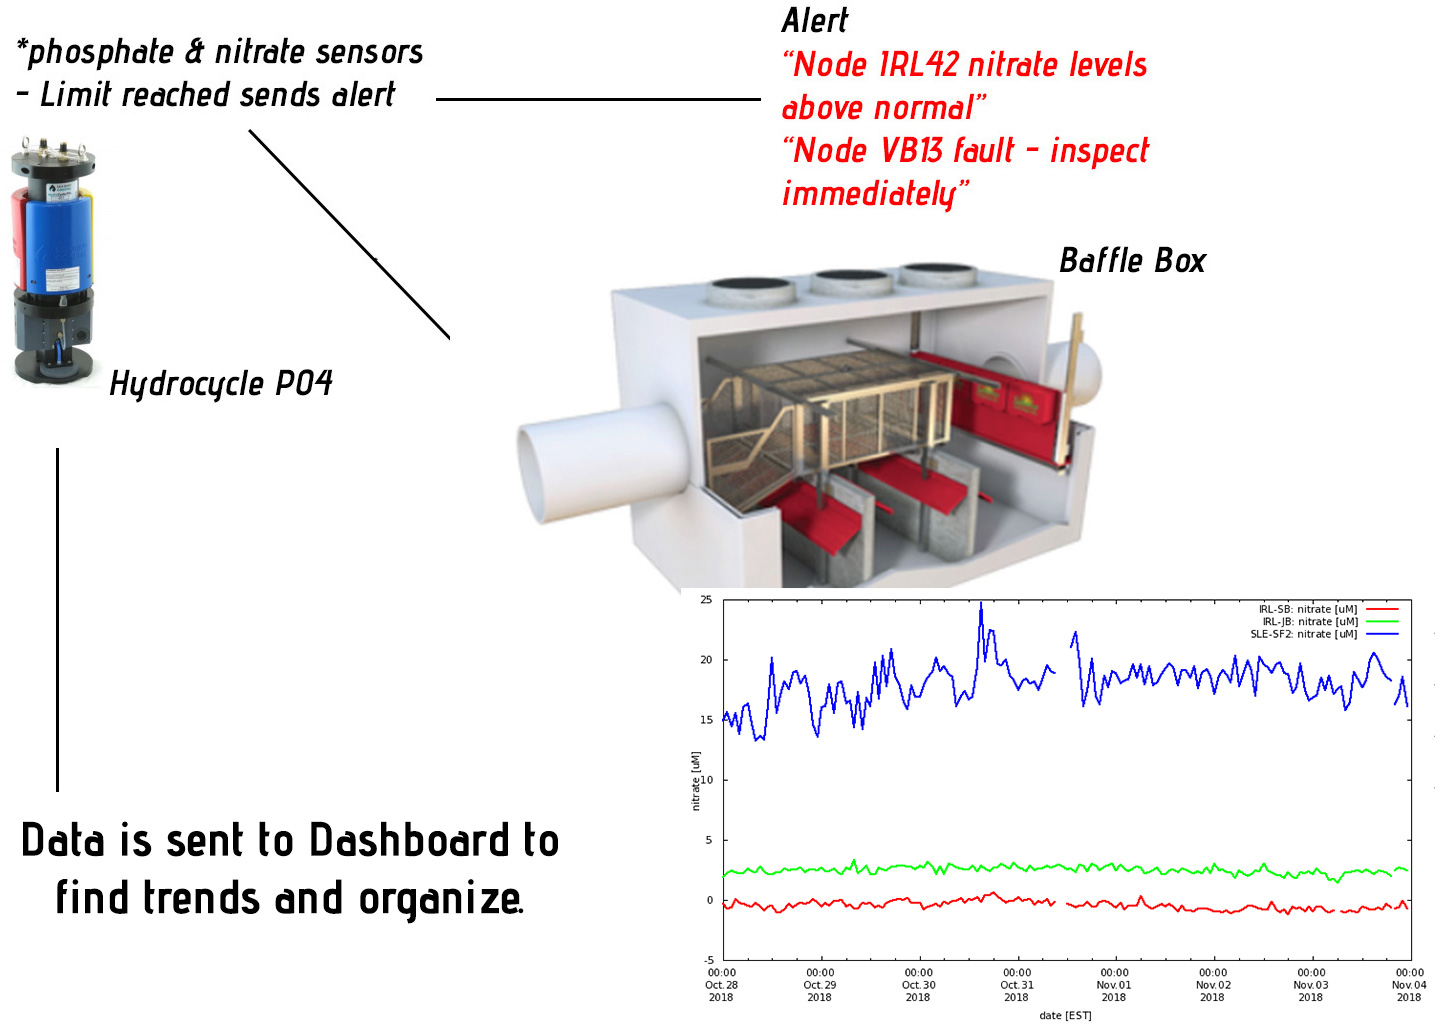 *phosphate & nitrate sensors
- Limit reached sends alert
Alert
“Node IRL42 nitrate levels
above normal”
“Node VB13 fault - inspect
immediately”
Hydrocycle PO4
Baffle Box
Data is sent to Dashboard to
find trends and organize.
IRL-SB: nitrate [uM]
IRL-JB: nitrate [uM]
SLE-SF2: nitrate [uM]
nitrate [uM]
25
20
15
10
5
0
-5
00:00 00:00 00:00 00:00 00:00 00:00 00:00 00:00
Oct.28 Oct.29 Oct.30 Oct.31 Nov.01 Nov.02 Nov.03 Nov.04
2018 2018 2018 2018 2018 2018 2018 2018
date [EST]